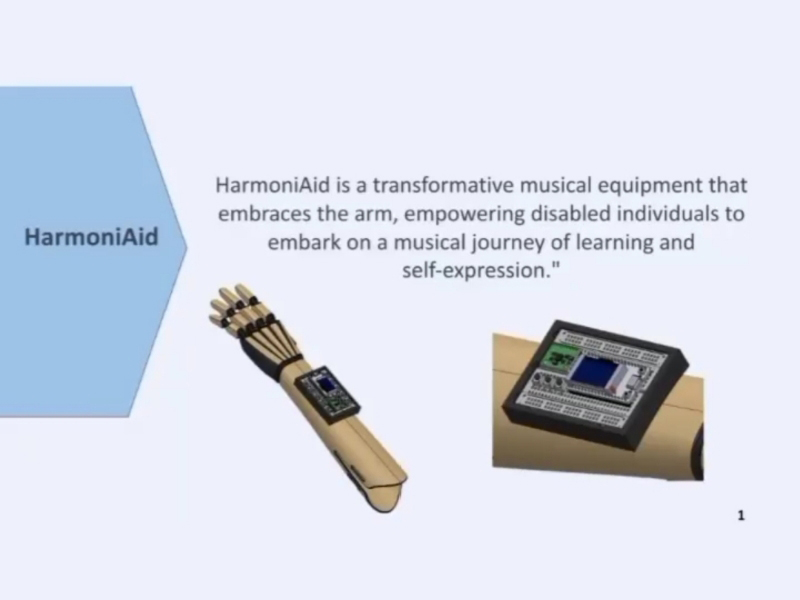 HarmoniAid
HarmoniAid is a transformative musical equipment that
embraces the arm, empowering disabled individuals to
embark on a musical journey of learning and
self-expression."
1